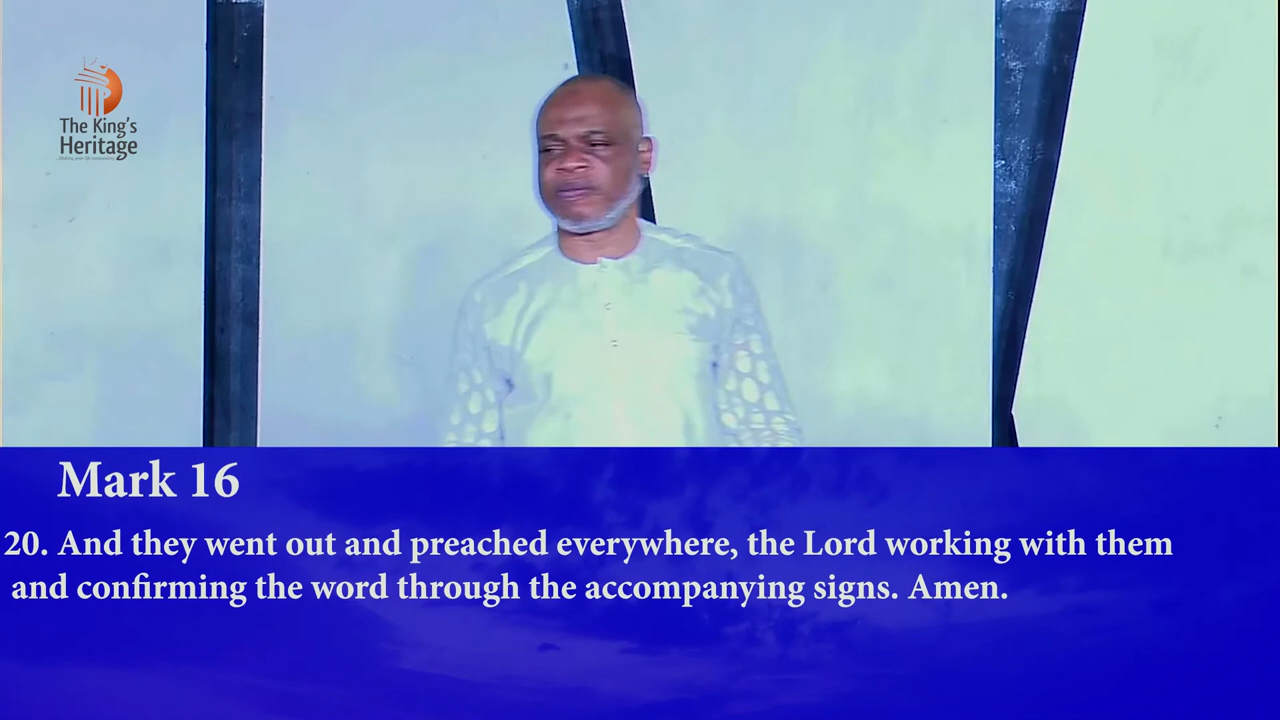 The King's
Heritage
Mark 16
20. And they went out and preached everywhere, the Lord working with them
and confirming the word through the accompanying signs. Amen.